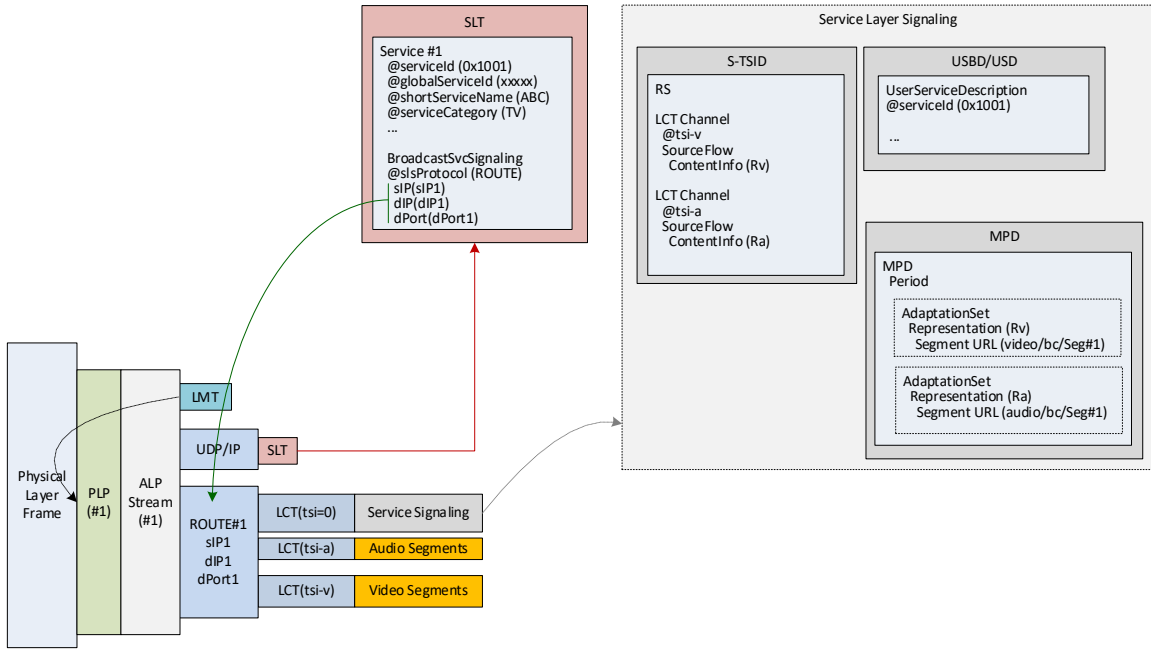 SLT
Service #1
@serviceId (0x1001)
@globalServiceId (xxxxx)
@shortServiceName (ABC)
@serviceCategory (TV)
...
BroadcastSvcSignaling
@slsProtocol (ROUTE)
sIP(sIP1)
dIP(dIP1)
dPort(dPort1)
Service Layer Signaling
S-TSID
RS
LCT Channel
@tsi-v
SourceFlow
ContentInfo (Rv)
LCT Channel
@tsi-a
SourceFlow
ContentInfo (Ra)
USBD/USD
UserServiceDescription
@serviceId (0x1001)
...
MPD
MPD
Period
AdaptationSet
Representation (Rv)
Segment URL (video/bc/Seg#1)
AdaptationSet
Representation (Ra)
Segment URL (audio/bc/Seg#1)
Physical
Layer
Frame
PLP
(#1)
ALP
Stream
(#1)
LMT
UDP/IP
SLT
ROUTE#1
sIP1
dIP1
dPort1
LCT(tsi=0)
Service Signaling
LCT(tsi-a)
Audio Segments
LCT(tsi-v)
Video Segments